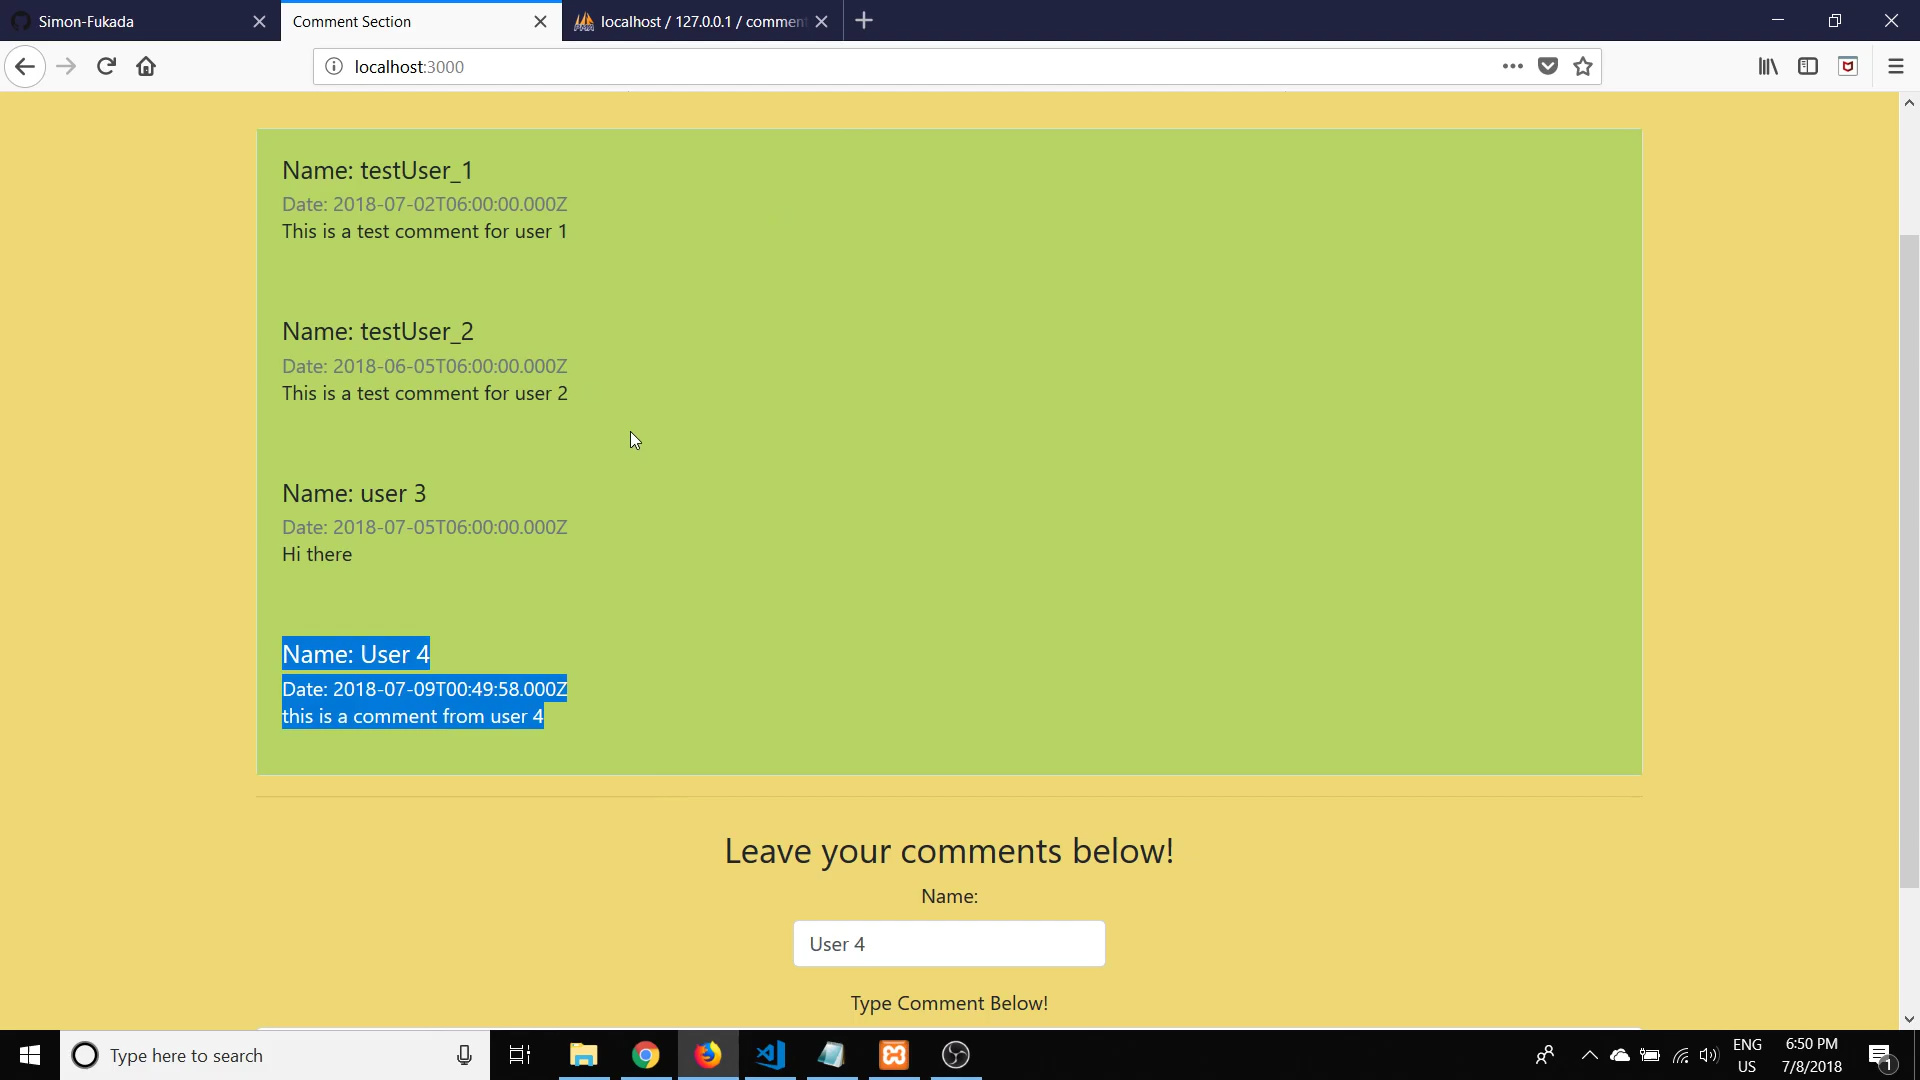 Simon-Fukada
Comment Section
localhost / 127.0.0.1 / commen
localhost:3000
Name: testUser_1
Date: 2018-07-02T06:00:00.000Z
This is a test comment for user 1
Name: testUser_2
Date: 2018-06-05T06:00:00.000Z
This is a test comment for user 2
Name: user 3
Date: 2018-07-05T06:00:00.000Z
Hi there
Name: User 4
Date: 2018-07-09T00:49:58.000Z
this is a comment from user 4
Leave your comments below!
Name:
User 4
Type Comment Below!
Type here to search
ENG
US
6:50 PM
7/8/2018
1